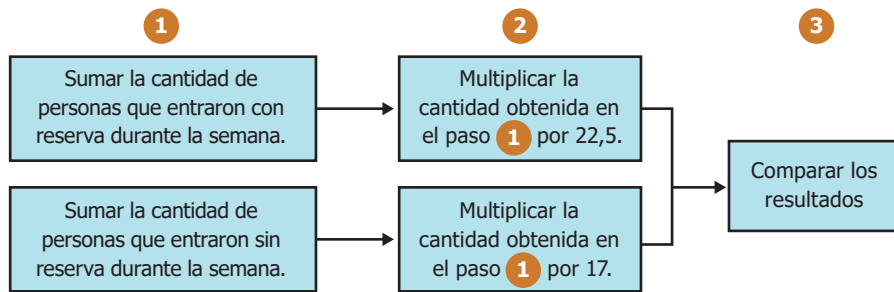 1
2
3
Sumar la cantidad de
personas que entraron con
reserva durante la semana.
Multiplicar la
cantidad obtenida en
el paso 1 por 22,5.
Sumar la cantidad de
personas que entraron sin
reserva durante la semana.
Multiplicar la
cantidad obtenida en
el paso 1 por 17.
Comparar los
resultados